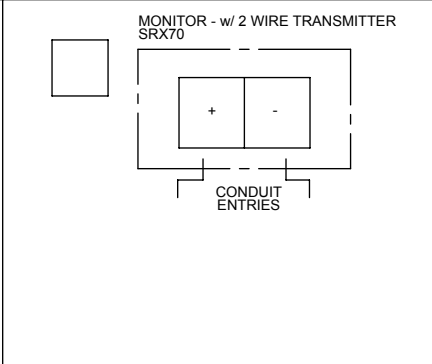 MONITOR - w/ 2 WIRE TRANSMITTER
SRX70
+ -
CONDUIT
ENTRIES